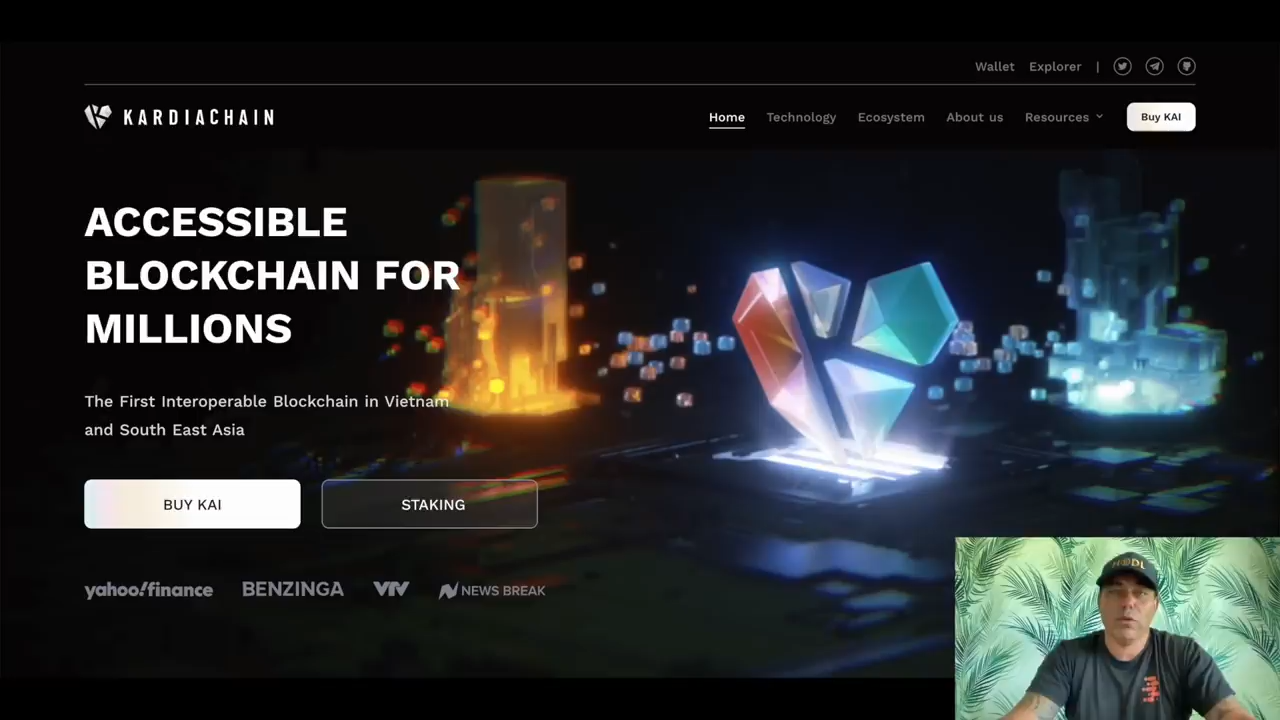 Wallet Explorer |
KARDIACHAIN
Home Technology Ecosystem About us Resources Buy KAI
ACCESSIBLE
BLOCKCHAIN FOR
MILLIONS
The First Interoperable Blockchain in Vietnam
and South East Asia
BUY KAI STAKING
yahoo!finance BENZINGA VTV NEWS BREAK
HODL